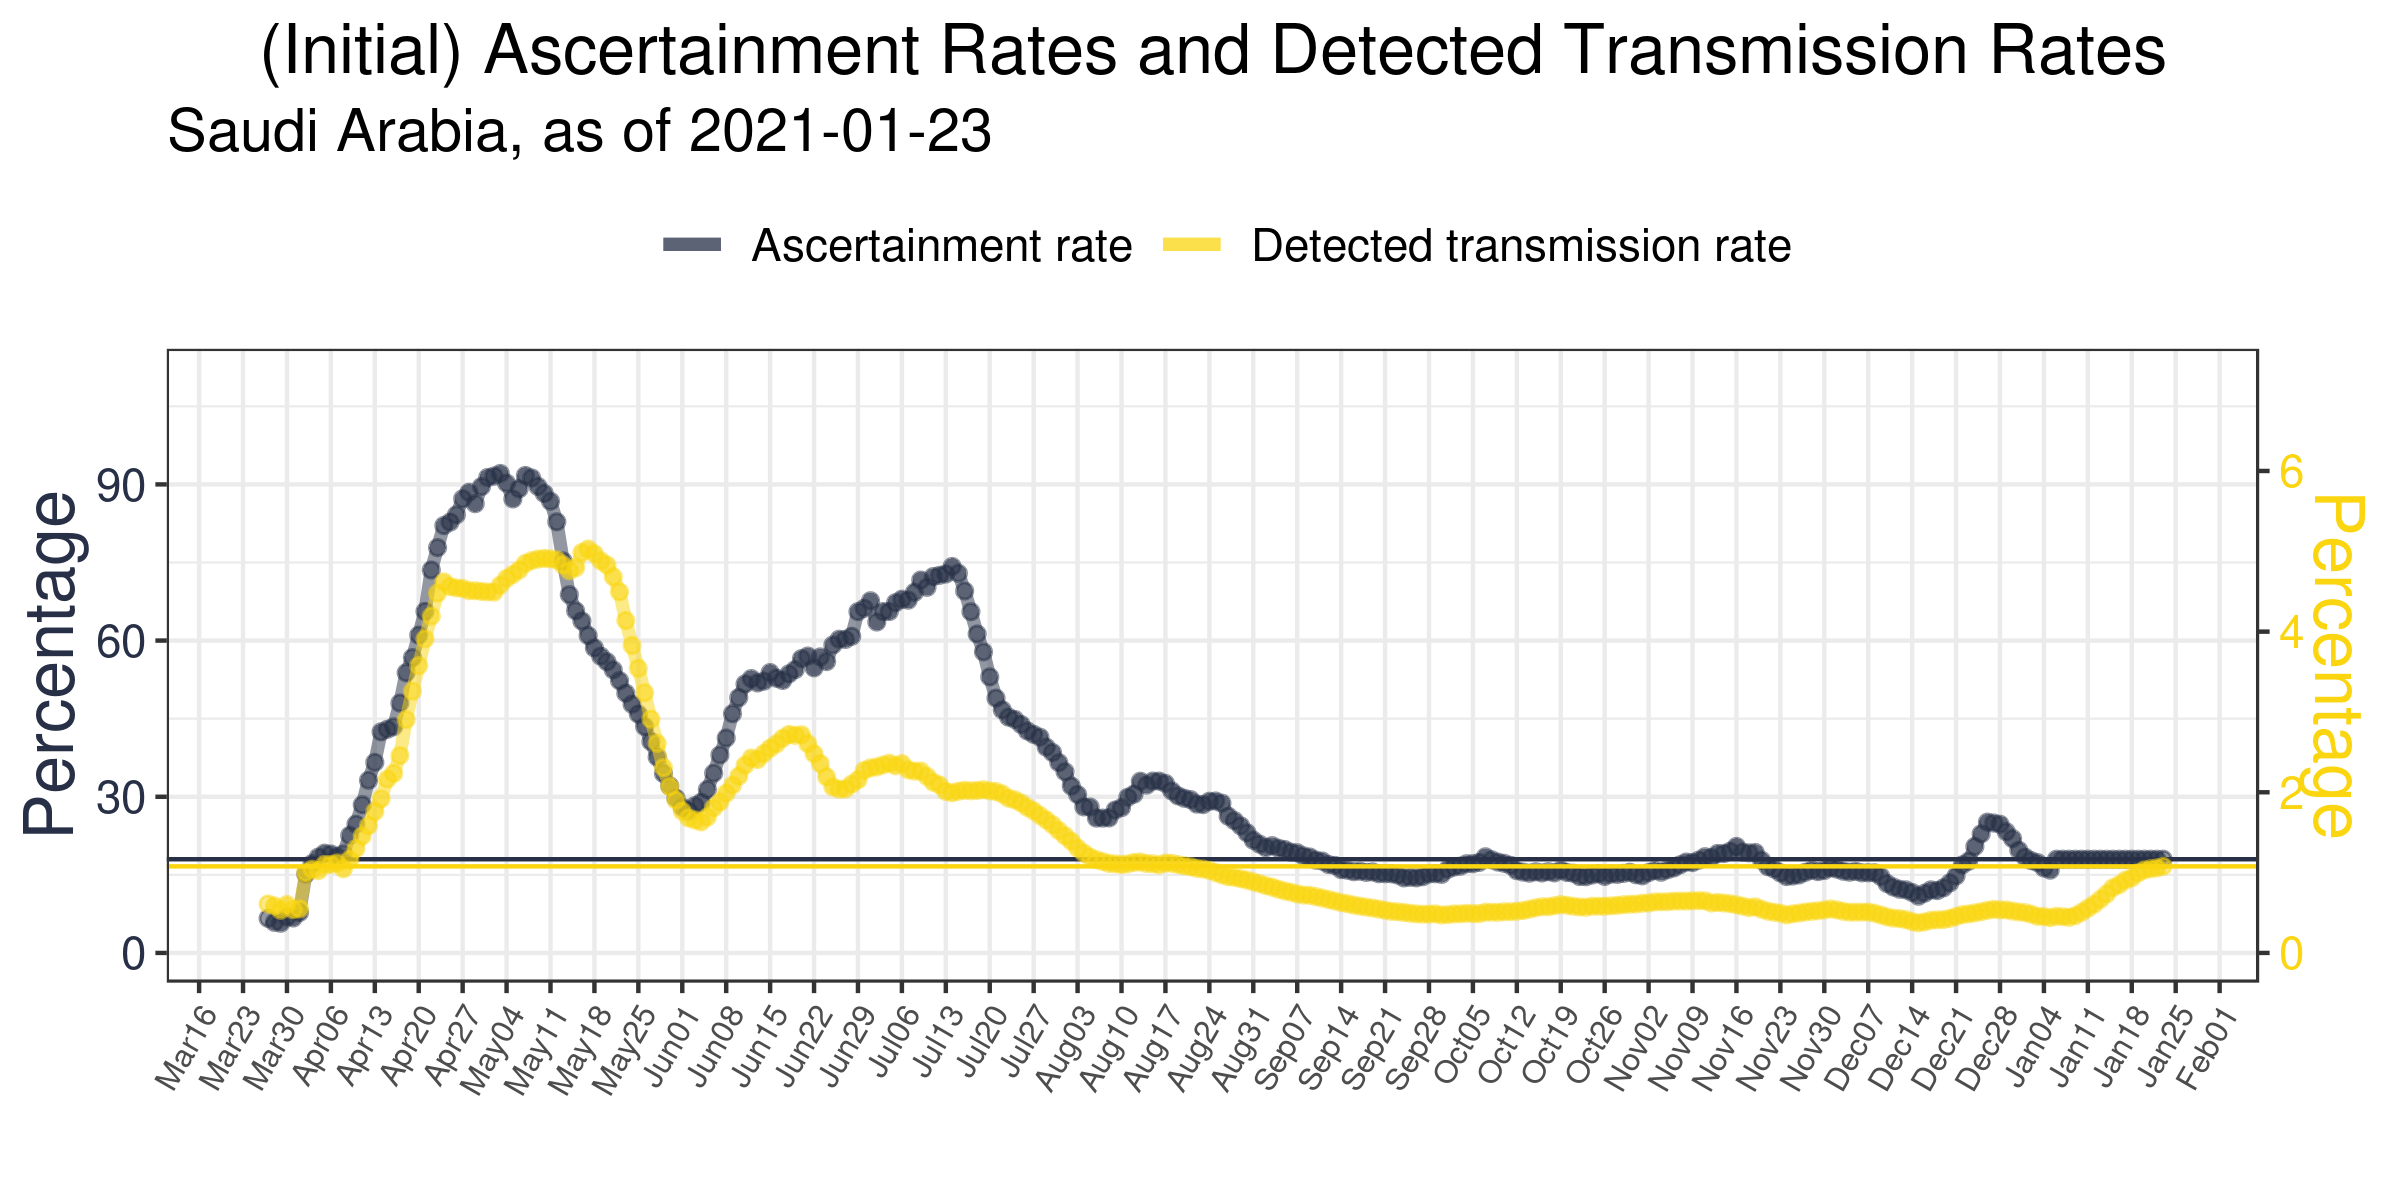 (Initial) Ascertainment Rates and Detected Transmission Rates
Saudi Arabia, as of 2021-01-23
Ascertainment rate Detected transmission rate
Percentage
90
60
30
0
6
4
2
0
Percentage
Mar16 Mar23 Mar30 Apr06 Apr13 Apr20 Apr27 May04 May11 May18 May25 Jun01 Jun08 Jun15 Jun22 Jun29 Jul06 Jul13 Jul20 Jul27 Aug03 Aug10 Aug17 Aug24 Aug31 Sep07 Sep14 Sep21 Sep28 Oct05 Oct12 Oct19 Oct26 Nov02 Nov09 Nov16 Nov23 Nov30 Dec07 Dec14 Dec21 Dec28 Jan04 Jan11 Jan18 Jan25 Feb01